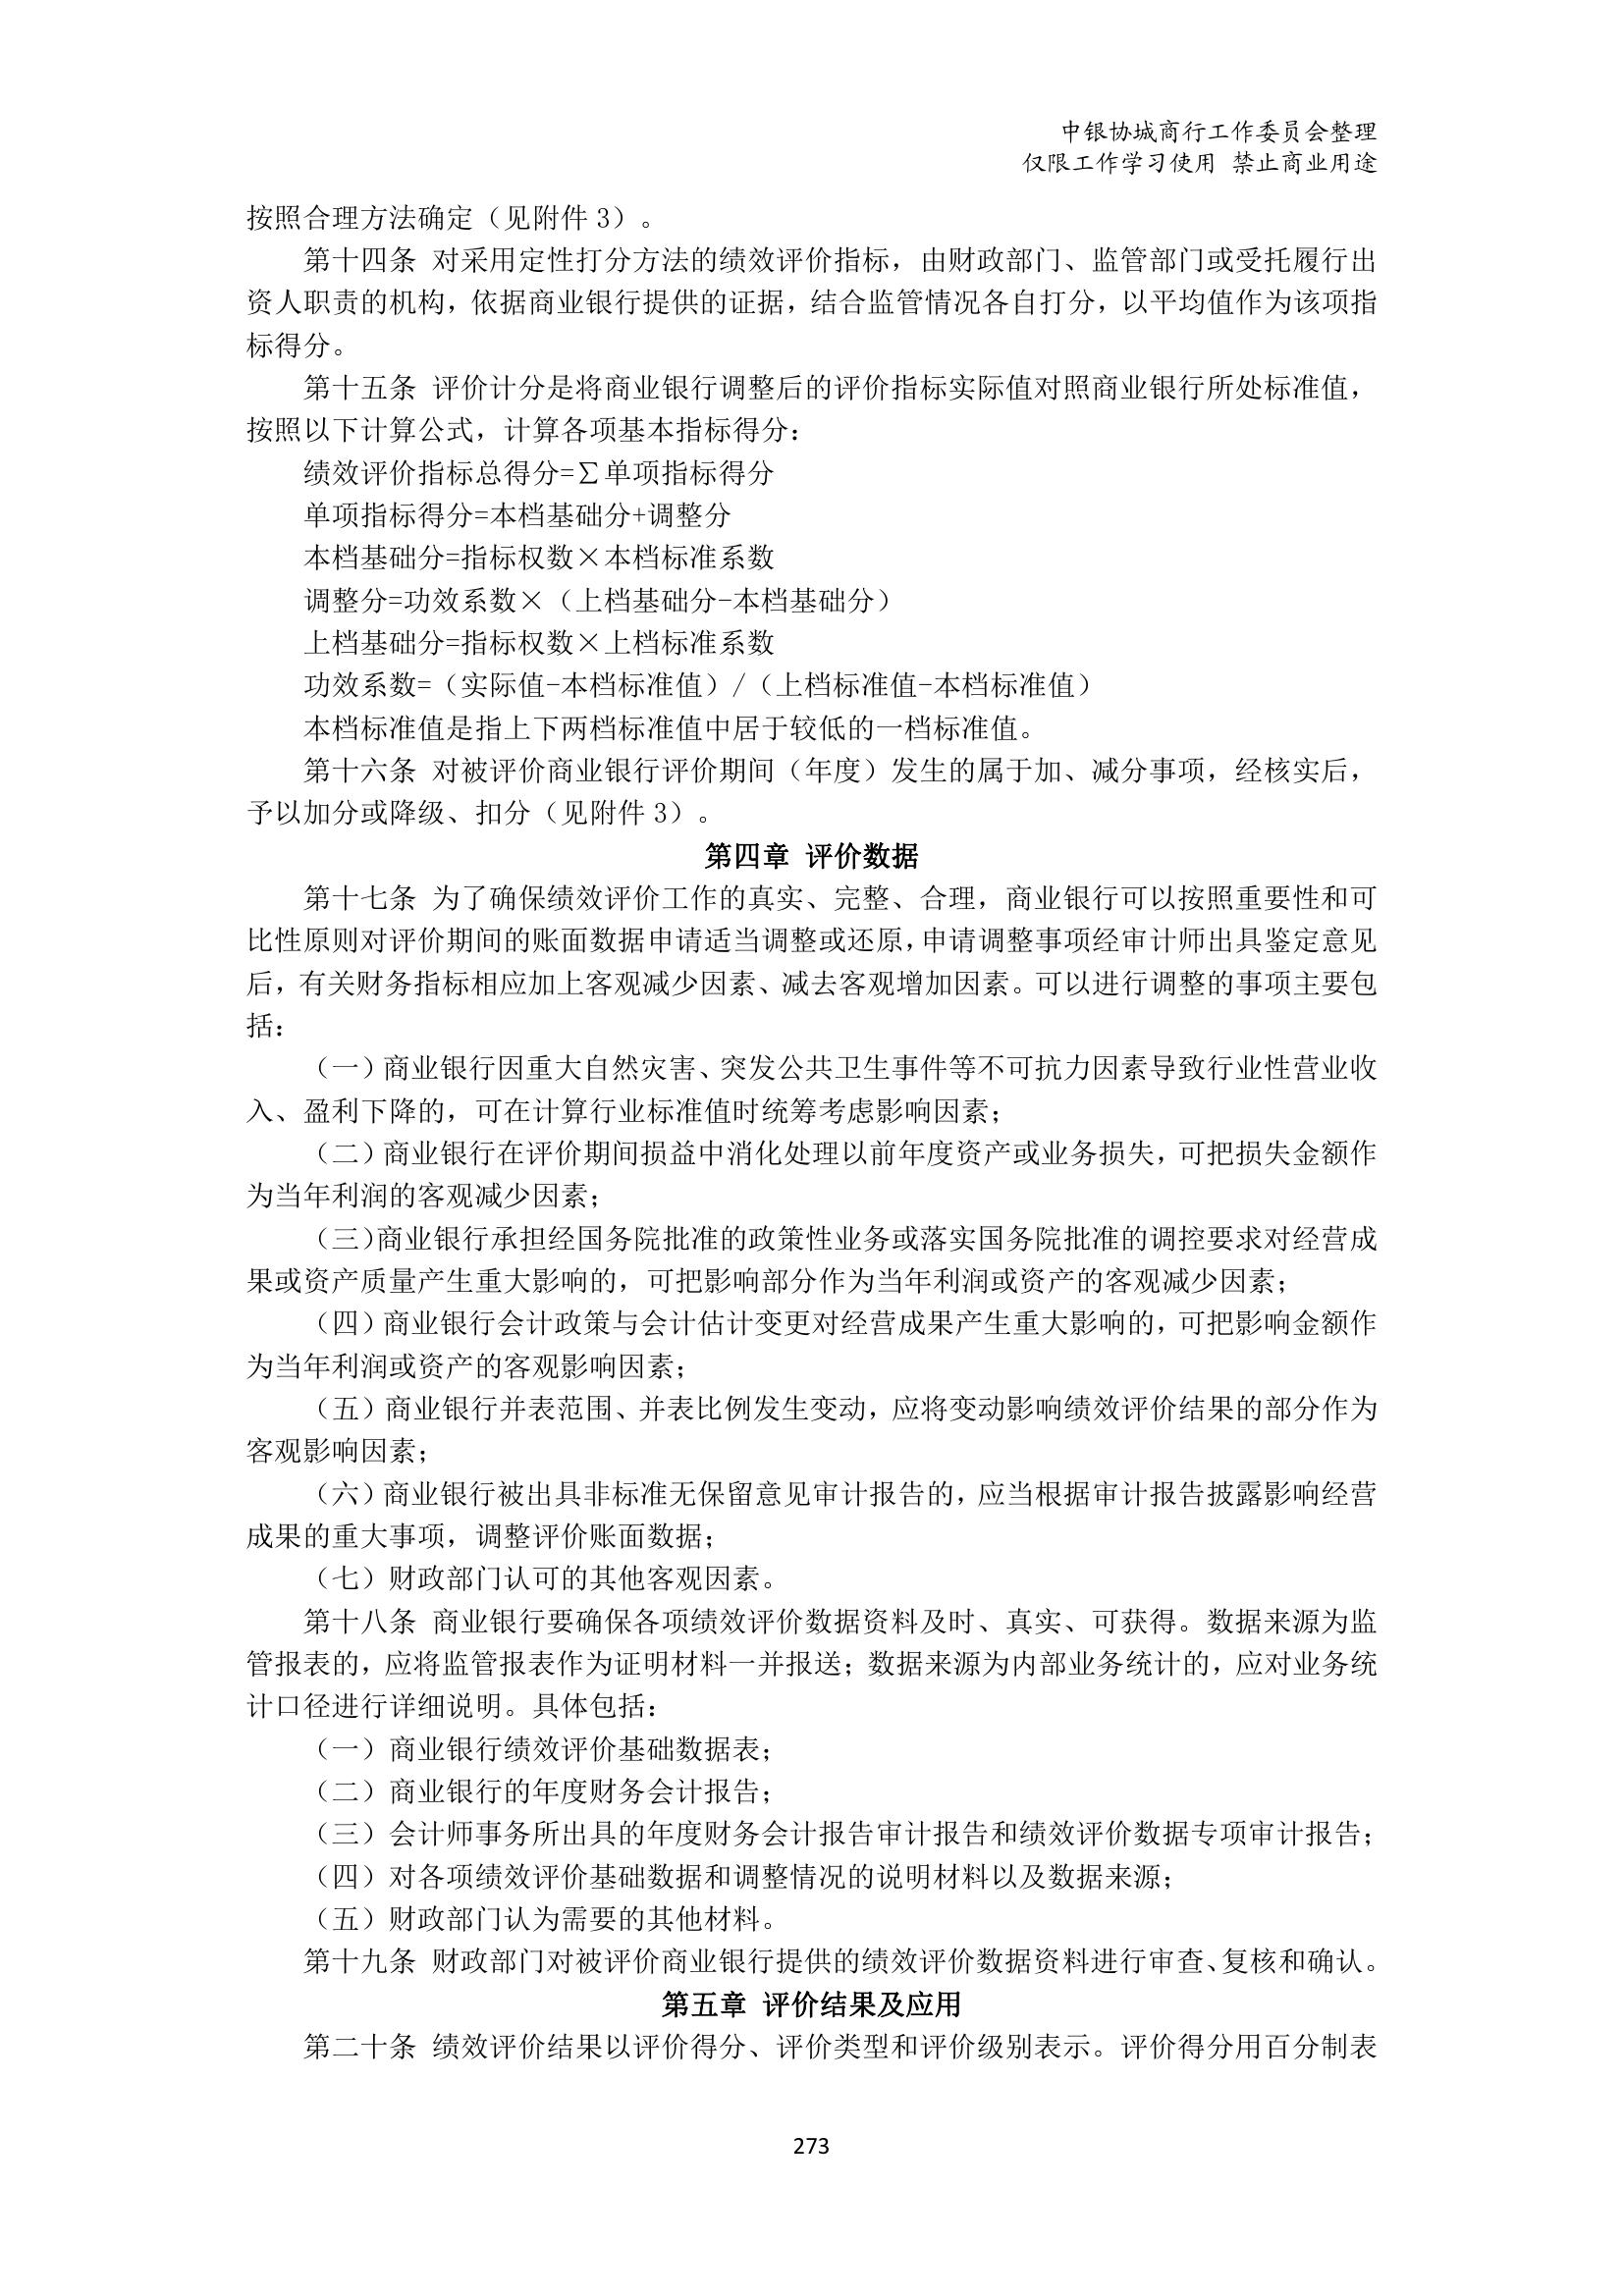 中银协城商行工作委员会整理
仅限工作学习使用 禁止商业用途
按照合理方法确定（见附件 3）。
第十四条 对采用定性打分方法的绩效评价指标，由财政部门、监管部门或受托履行出
资人职责的机构，依据商业银行提供的证据，结合监管情况各自打分，以平均值作为该项指
标得分。
第十五条 评价计分是将商业银行调整后的评价指标实际值对照商业银行所处标准值，
按照以下计算公式，计算各项基本指标得分：
绩效评价指标总得分=∑单项指标得分
单项指标得分=本档基础分+调整分
本档基础分=指标权数×本档标准系数
调整分=功效系数×（上档基础分-本档基础分）
上档基础分=指标权数×上档标准系数
功效系数=（实际值-本档标准值）/（上档标准值-本档标准值）
本档标准值是指上下两档标准值中居于较低的一档标准值。
第十六条 对被评价商业银行评价期间（年度）发生的属于加、减分事项，经核实后，
予以加分或降级、扣分（见附件 3）。
第四章 评价数据
第十七条 为了确保绩效评价工作的真实、完整、合理，商业银行可以按照重要性和可
比性原则对评价期间的账面数据申请适当调整或还原，申请调整事项经审计师出具鉴定意见
后，有关财务指标相应加上客观减少因素、减去客观增加因素。可以进行调整的事项主要包
括：
（一）商业银行因重大自然灾害、突发公共卫生事件等不可抗力因素导致行业性营业收
入、盈利下降的，可在计算行业标准值时统筹考虑影响因素；
（二）商业银行在评价期间损益中消化处理以前年度资产或业务损失，可把损失金额作
为当年利润的客观减少因素；
（三）商业银行承担经国务院批准的政策性业务或落实国务院批准的调控要求对经营成
果或资产质量产生重大影响的，可把影响部分作为当年利润或资产的客观减少因素；
（四）商业银行会计政策与会计估计变更对经营成果产生重大影响的，可把影响金额作
为当年利润或资产的客观影响因素；
（五）商业银行并表范围、并表比例发生变动，应将变动影响绩效评价结果的部分作为
客观影响因素；
（六）商业银行被出具非标准无保留意见审计报告的，应当根据审计报告披露影响经营
成果的重大事项，调整评价账面数据；
（七）财政部门认可的其他客观因素。
第十八条 商业银行要确保各项绩效评价数据资料及时、真实、可获得。数据来源为监
管报表的，应将监管报表作为证明材料一并报送；数据来源为内部业务统计的，应对业务统
计口径进行详细说明。具体包括：
（一）商业银行绩效评价基础数据表；
（二）商业银行的年度财务会计报告；
（三）会计师事务所出具的年度财务会计报告审计报告和绩效评价数据专项审计报告；
（四）对各项绩效评价基础数据和调整情况的说明材料以及数据来源；
（五）财政部门认为需要的其他材料。
第十九条 财政部门对被评价商业银行提供的绩效评价数据资料进行审查、复核和确认。
第五章 评价结果及应用
第二十条 绩效评价结果以评价得分、评价类型和评价级别表示。评价得分用百分制表
273